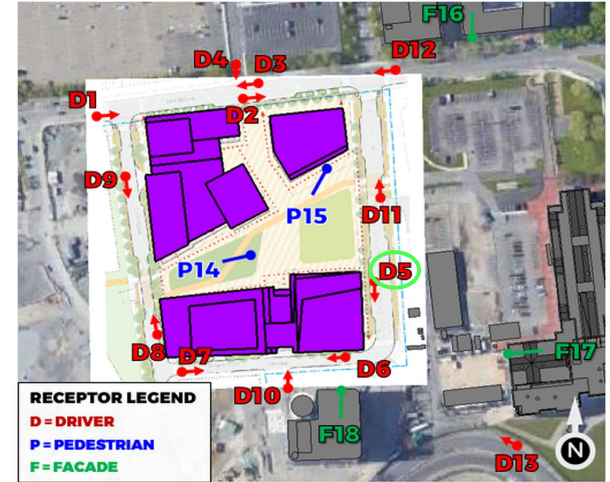 F16
D4
D3
D12
D1
D2
D9
P15
D11
P14
D5
D8
D7
D6
D10
F17
F18
D13
RECEPTOR LEGEND
D = DRIVER
P = PEDESTRIAN
F = FACADE
N